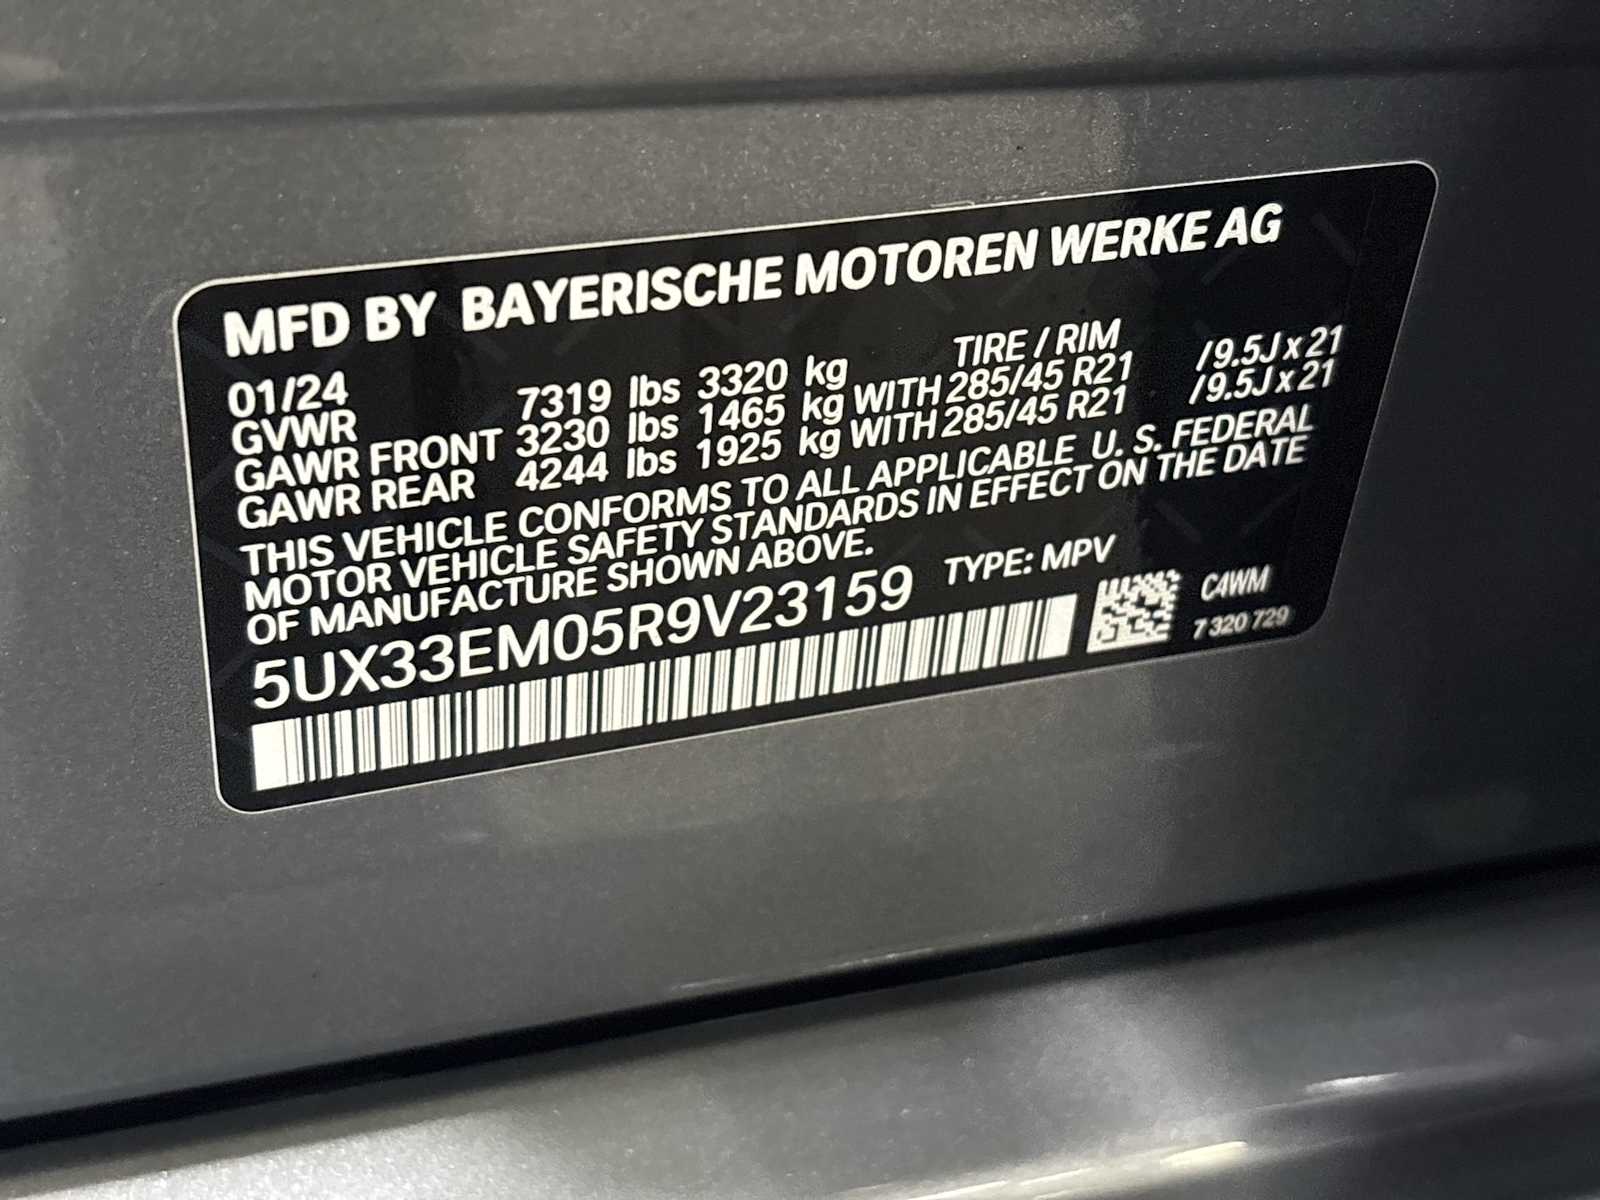 MFD BY BAYERISCHE MOTOREN WERKE AG
01/24 TIRE / RIM
GVWR 7319 lbs 3320 kg
GAWR FRONT 3230 lbs 1465 kg WITH 285/45 R21 / 9.5J x 21
GAWR REAR 4244 lbs 1925 kg WITH 285/45 R21 / 9.5J x 21
THIS VEHICLE CONFORMS TO ALL APPLICABLE U. S. FEDERAL
MOTOR VEHICLE SAFETY STANDARDS IN EFFECT ON THE DATE
OF MANUFACTURE SHOWN ABOVE.
5UX33EM05R9V23159 TYPE: MPV
C4WM
7 320 729